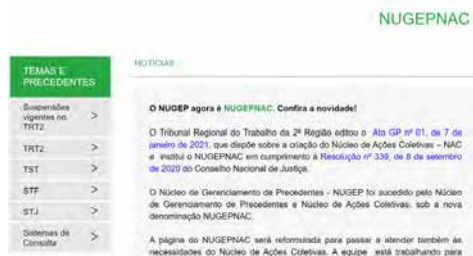 NUGEPNAC
TEMAS E
PRECEDENTES
Suspensões
vigentes no
TRT2
>
TRT2 >
TST >
STF >
STJ >
Sistemas de
Consulta
>
NOTÍCIAS
O NUGEP agora é NUGEPNAC. Confira a novidade!
O Tribunal Regional do Trabalho da 2ª Região editou o Ato GP nº 01, de 7 de
janeiro de 2021, que dispõe sobre a criação do Núcleo de Ações Coletivas – NAC
e institui o NUGEPNAC em cumprimento à Resolução nº 339, de 8 de setembro
de 2020 do Conselho Nacional de Justiça.
O Núcleo de Gerenciamento de Precedentes - NUGEP foi sucedido pelo Núcleo
de Gerenciamento de Precedentes e Núcleo de Ações Coletivas, sob a nova
denominação NUGEPNAC.
A página do NUGEPNAC será reformulada para passar a atender também às
necessidades do Núcleo de Ações Coletivas. A equipe está trabalhando para